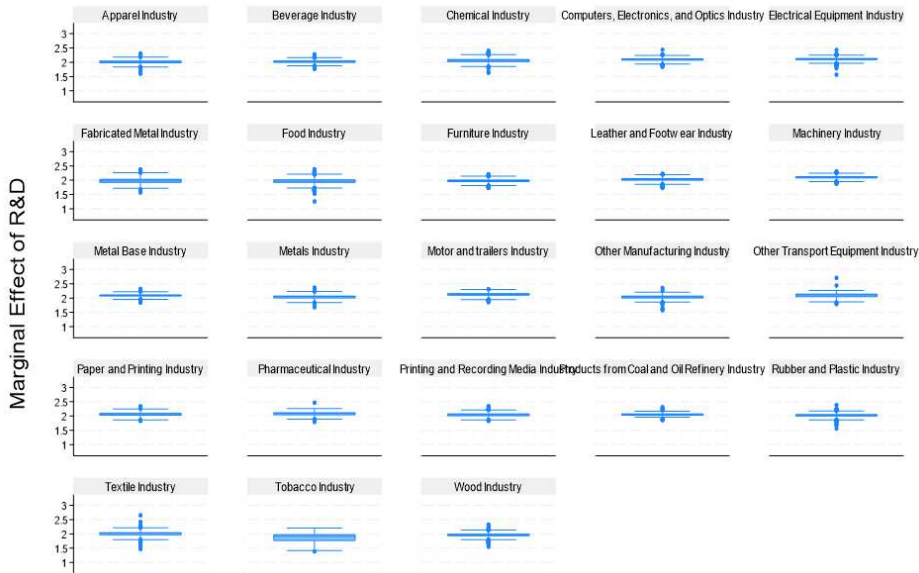 Marginal Effect of R&D
Apparel Industry
Beverage Industry
Chemical Industry
Computers, Electronics, and Optics Industry
Electrical Equipment Industry
3
2.5
2
1.5
1
Fabricated Metal Industry
Food Industry
Furniture Industry
Leather and Footwear Industry
Machinery Industry
3
2.5
2
1.5
1
Metal Base Industry
Metals Industry
Motor and trailers Industry
Other Manufacturing Industry
Other Transport Equipment Industry
3
2.5
2
1.5
1
Paper and Printing Industry
Pharmaceutical Industry
Printing and Recording Media Industry
Products from Coal and Oil Refinery Industry
Rubber and Plastic Industry
3
2.5
2
1.5
1
Textile Industry
Tobacco Industry
Wood Industry
3
2.5
2
1.5
1